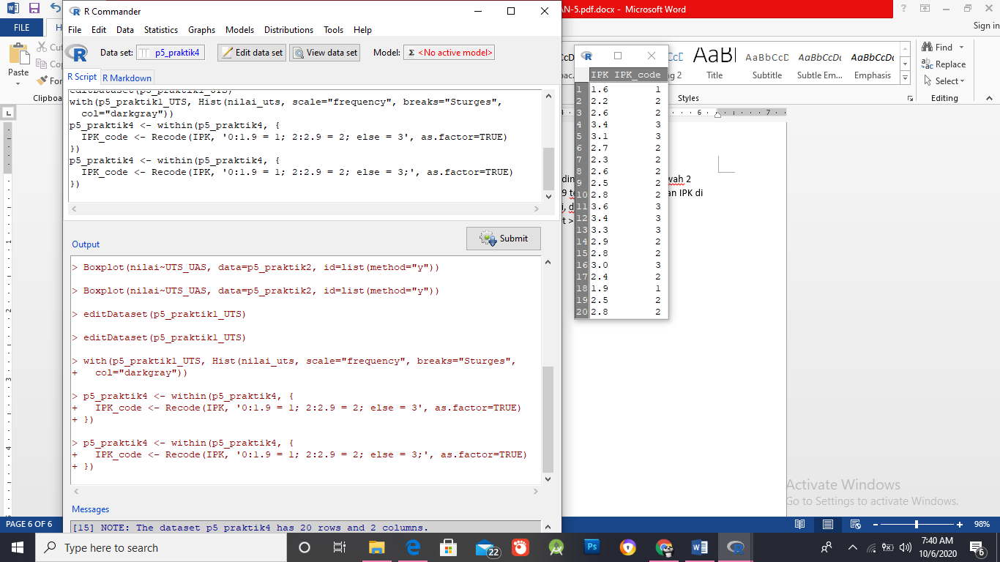 AN-5.pdf.docx - Microsoft Word
Sign in
FILE
H
Cut
Paste
Clipboa
R Commander
File Edit Data Statistics Graphs Models Distributions Tools Help
Data set: p5_praktik4 Edit data set View data set Model: Σ <No active model>
R Script R Markdown
editDataset(p5_praktik1_UTS)
with(p5_praktik1_UTS, Hist(nilai_uts, scale="frequency", breaks="Sturges",
col="darkgray"))
p5_praktik4 <- within(p5_praktik4, {
IPK_code <- Recode(IPK, '0:1.9 = 1; 2:2.9 = 2; else = 3', as.factor=TRUE)
})
p5_praktik4 <- within(p5_praktik4, {
IPK_code <- Recode(IPK, '0:1.9 = 1; 2:2.9 = 2; else = 3;', as.factor=TRUE)
})
Output
Submit
> Boxplot(nilai~UTS_UAS, data=p5_praktik2, id=list(method="y"))
> Boxplot(nilai~UTS_UAS, data=p5_praktik2, id=list(method="y"))
> editDataset(p5_praktik1_UTS)
> editDataset(p5_praktik1_UTS)
> with(p5_praktik1_UTS, Hist(nilai_uts, scale="frequency", breaks="Sturges",
+ col="darkgray"))
> p5_praktik4 <- within(p5_praktik4, {
+ IPK_code <- Recode(IPK, '0:1.9 = 1; 2:2.9 = 2; else = 3', as.factor=TRUE)
+ })
> p5_praktik4 <- within(p5_praktik4, {
+ IPK_code <- Recode(IPK, '0:1.9 = 1; 2:2.9 = 2; else = 3;', as.factor=TRUE)
+ })
Messages
[15] NOTE: The dataset p5_praktik4 has 20 rows and 2 columns.
IPK IPK_code
1 1.6 1
2 2.2 2
3 2.6 2
4 3.4 3
5 3.1 3
6 2.7 2
7 2.3 2
8 2.6 2
9 2.5 2
10 2.8 2
11 3.6 3
12 3.4 3
13 3.3 3
14 2.9 2
15 2.8 2
16 3.0 3
17 2.4 2
18 1.9 1
19 2.5 2
20 2.8 2
AaBl AaBbCcD AaBbCcDc AaBbCcDc
g 2 Title Subtitle Subtle Em... Emphasis
Styles
Find
Replace
Select
Editing
6 7
wah 2
an IPK di
1
2
3
4
Activate Windows
Go to Settings to activate Windows.
PAGE 6 OF 6
98%
Type here to search
22
Ps
7:40 AM
10/6/2020
6